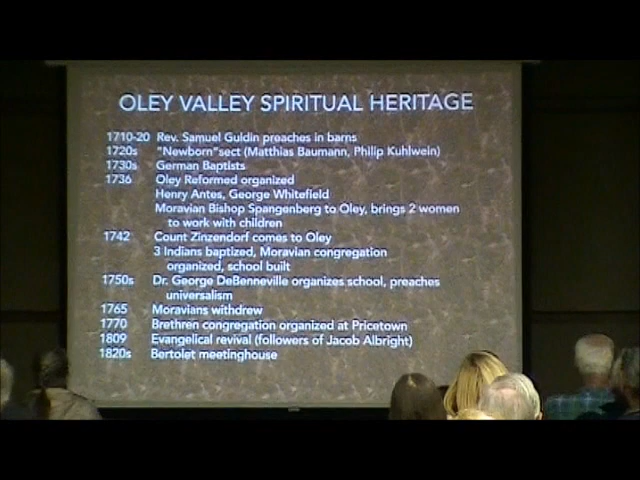 OLEY VALLEY SPIRITUAL HERITAGE
1710-20 Rev. Samuel Guldin preaches in barns
1720s "Newborn"sect (Matthias Baumann, Philip Kuhlwein)
1730s German Baptists
1736 Oley Reformed organized
Henry Antes, George Whitefield
Moravian Bishop Spangenberg to Oley, brings 2 women
to work with children
1742 Count Zinzendorf comes to Oley
3 Indians baptized, Moravian congregation
organized, school built
1750s Dr. George DeBenneville organizes school, preaches
universalism
1765 Moravians withdrew
1770 Brethren congregation organized at Pricetown
1809 Evangelical revival (followers of Jacob Albright)
1820s Bertolet meetinghouse